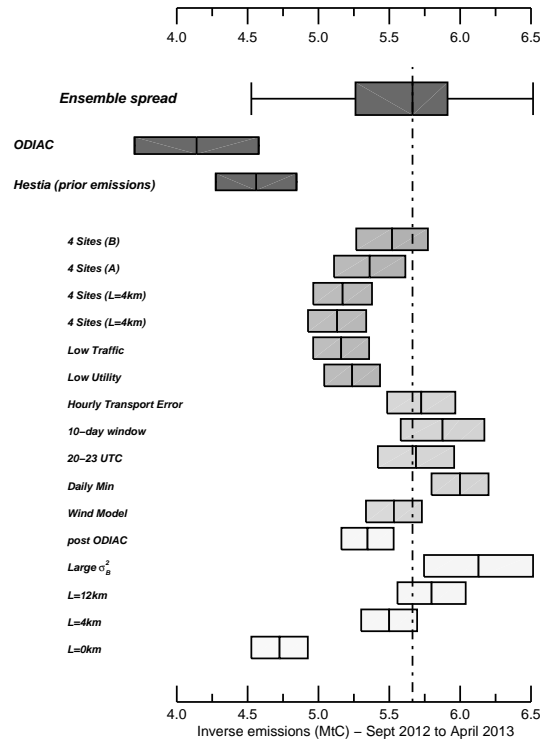 4.0 4.5 5.0 5.5 6.0 6.5
Ensemble spread
ODIAC
Hestia (prior emissions)
4 Sites (B)
4 Sites (A)
4 Sites (L=4km)
4 Sites (L=4km)
Low Traffic
Low Utility
Hourly Transport Error
10−day window
20−23 UTC
Daily Min
Wind Model
post ODIAC
Large σ_B^2
L=12km
L=4km
L=0km
4.0 4.5 5.0 5.5 6.0 6.5
Inverse emissions (MtC) − Sept 2012 to April 2013